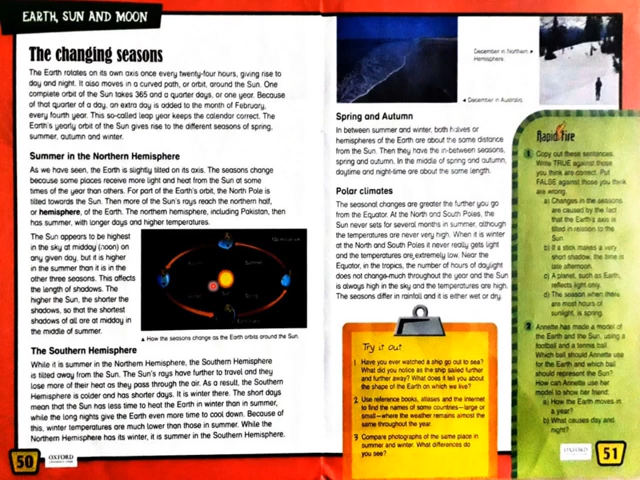 EARTH, SUN AND MOON
The changing seasons
The Earth rotates on its own axis once every twenty-four hours, giving rise to
day and night. It also moves in a curved path, or orbit, around the Sun. One
complete orbit of the Sun takes 365 and a quarter days, or one year. Because
of that quarter of a day, an extra day is added to the month of February,
every fourth year. This so-called leap year keeps the calendar correct. The
Earth's yearly orbit of the Sun gives rise to the different seasons of spring,
summer, autumn and winter.
Summer in the Northern Hemisphere
As we have seen, the Earth is slightly tilted on its axis. The seasons change
because some places receive more light and heat from the Sun at some
times of the year than others. For part of the Earth's orbit, the North Pole is
tilted towards the Sun. Then more of the Sun's rays reach the northern half,
or hemisphere, of the Earth. The northern hemisphere, including Pakistan, then
has summer, with longer days and higher temperatures.
The Sun appears to be highest
in the sky at midday (noon) on
any given day, but it is higher
in the summer than it is in the
other three seasons. This affects
the length of shadows. The
higher the Sun, the shorter the
shadows, so that the shortest
shadows of all are at midday in
the middle of summer.
▲ How the seasons change as the Earth orbits around the Sun.
The Southern Hemisphere
While it is summer in the Northern Hemisphere, the Southern Hemisphere
is tilted away from the Sun. The Sun's rays have further to travel and they
lose more of their heat as they pass through the air. As a result, the Southern
Hemisphere is colder and has shorter days. It is winter there. The short days
mean that the Sun has less time to heat the Earth in winter than in summer,
while the long nights give the Earth even more time to cool down. Because of
this, winter temperatures are much lower than those in summer. While the
Northern Hemisphere has its winter, it is summer in the Southern Hemisphere.
50
OXFORD
December in Northern ►
Hemisphere.
◄ December in Australia.
Spring and Autumn
In between summer and winter, both halves or
hemispheres of the Earth are about the same distance
from the Sun. Then they have the in-between seasons,
spring and autumn. In the middle of spring and autumn,
daytime and night-time are about the same length.
Polar climates
The seasonal changes are greater the further you go
from the Equator. At the North and South Poles, the
Sun never sets for several months in summer, although
the temperatures are never very high. When it is winter
at the North and South Poles it never really gets light
and the temperatures are extremely low. Near the
Equator, in the tropics, the number of hours of daylight
does not change much throughout the year and the Sun
is always high in the sky and the temperatures are high.
The seasons differ in rainfall and it is either wet or dry.
Try it out
1 Have you ever watched a ship go out to sea?
What did you notice as the ship sailed further
and further away? What does it tell you about
the shape of the Earth on which we live?
2 Use reference books, atlases and the internet
to find the names of some countries—large or
small—where the weather remains almost the
same throughout the year.
3 Compare photographs of the same place in
summer and winter. What differences do
you see?
Rapid Fire
1 Copy out these sentences.
Write TRUE against those
you think are correct. Put
FALSE against those you think
are wrong.
a) Changes in the seasons
are caused by the fact
that the Earth's axis is
tilted in relation to the
Sun.
b) If a stick makes a very
short shadow, the time is
late afternoon.
c) A planet, such as Earth,
reflects light only.
d) The season when there
are most hours of
sunlight, is spring.
2 Annette has made a model of
the Earth and the Sun, using a
football and a tennis ball.
Which ball should Annette use
for the Earth and which ball
should represent the Sun?
How can Annette use her
model to show her friend:
a) How the Earth moves in
a year?
b) What causes day and
night?
OXFORD
51